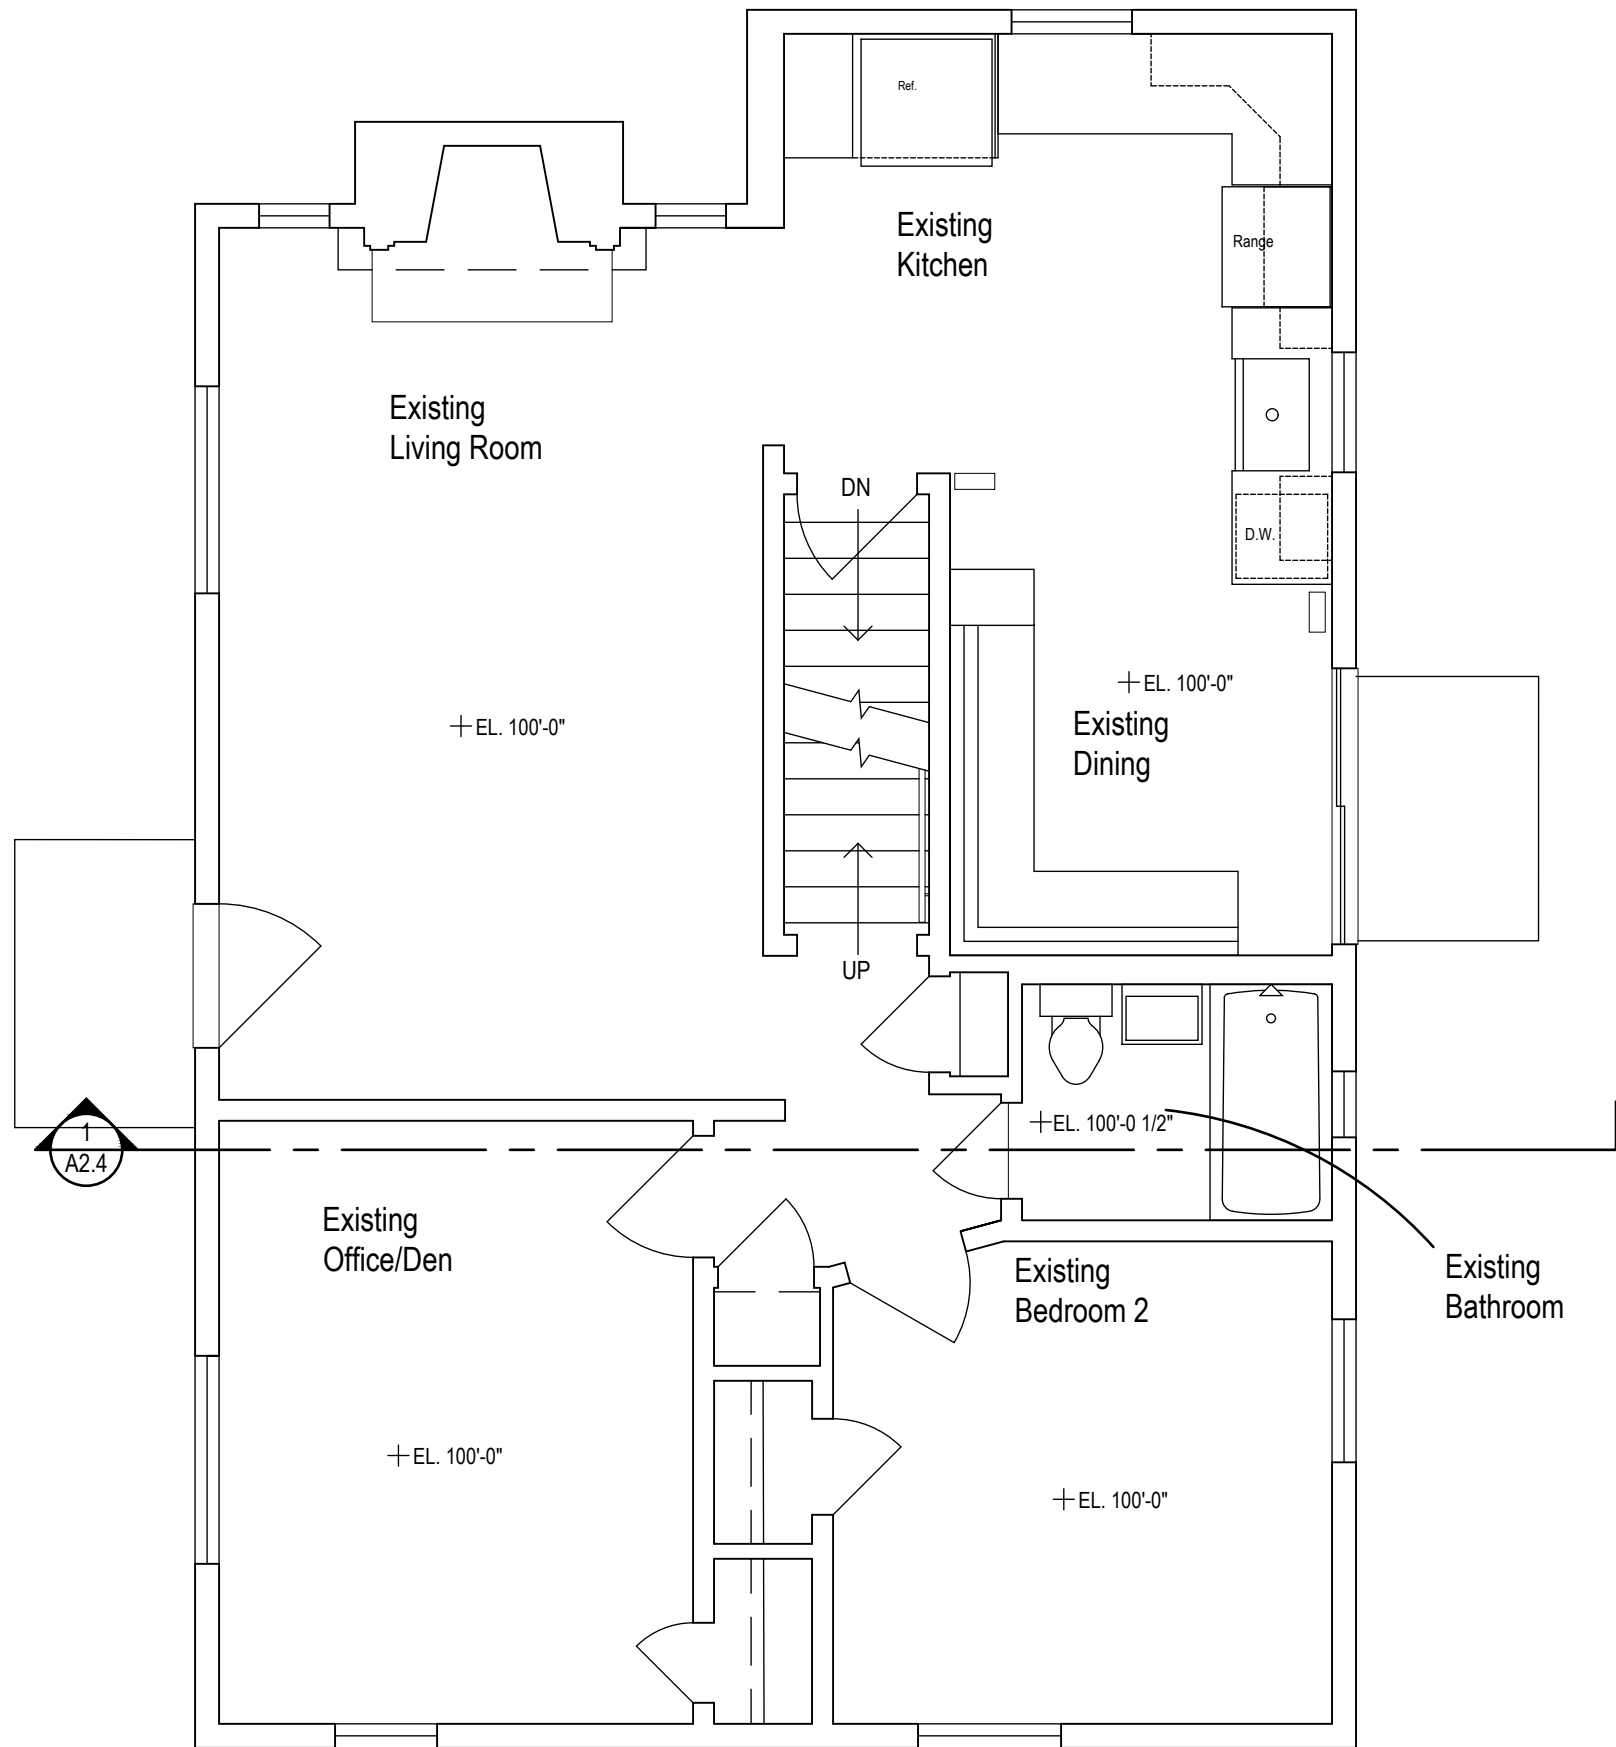 Ref.
Existing
Kitchen
Range
Existing
Living Room
DN
D.W.
EL. 100'-0"
EL. 100'-0"
Existing
Dining
UP
1
A2.4
EL. 100'-0 1/2"
Existing
Office/Den
Existing
Bedroom 2
Existing
Bathroom
EL. 100'-0"
EL. 100'-0"